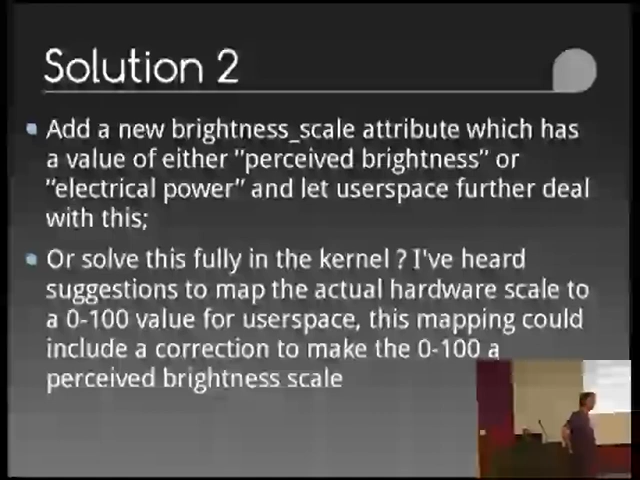 Solution 2
Add a new brightness_scale attribute which has
a value of either "perceived brightness" or
"electrical power" and let userspace further deal
with this;
Or solve this fully in the kernel ? I've heard
suggestions to map the actual hardware scale to
a 0-100 value for userspace, this mapping could
include a correction to make the 0-100 a
perceived brightness scale